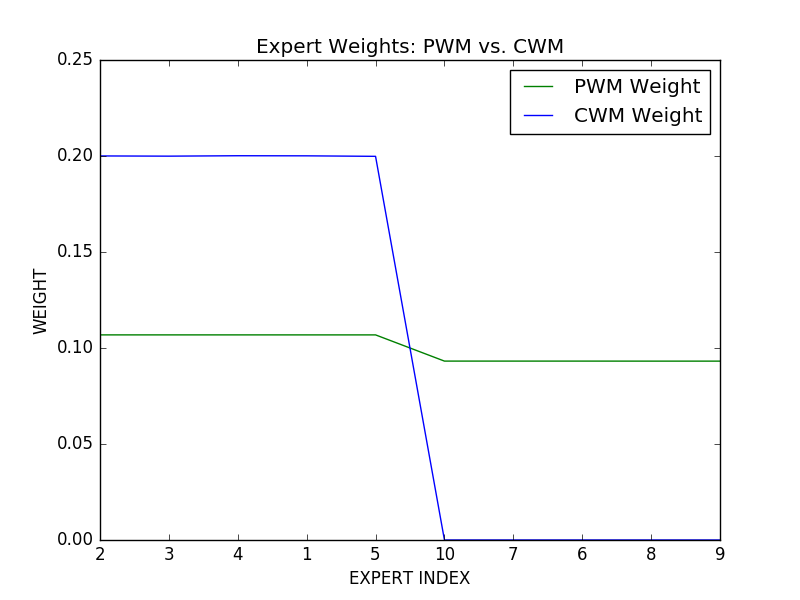 Expert Weights: PWM vs. CWM
PWM Weight
CWM Weight
0.25
0.20
0.15
0.10
0.05
0.00
WEIGHT
2 3 4 1 5 10 7 6 8 9
EXPERT INDEX